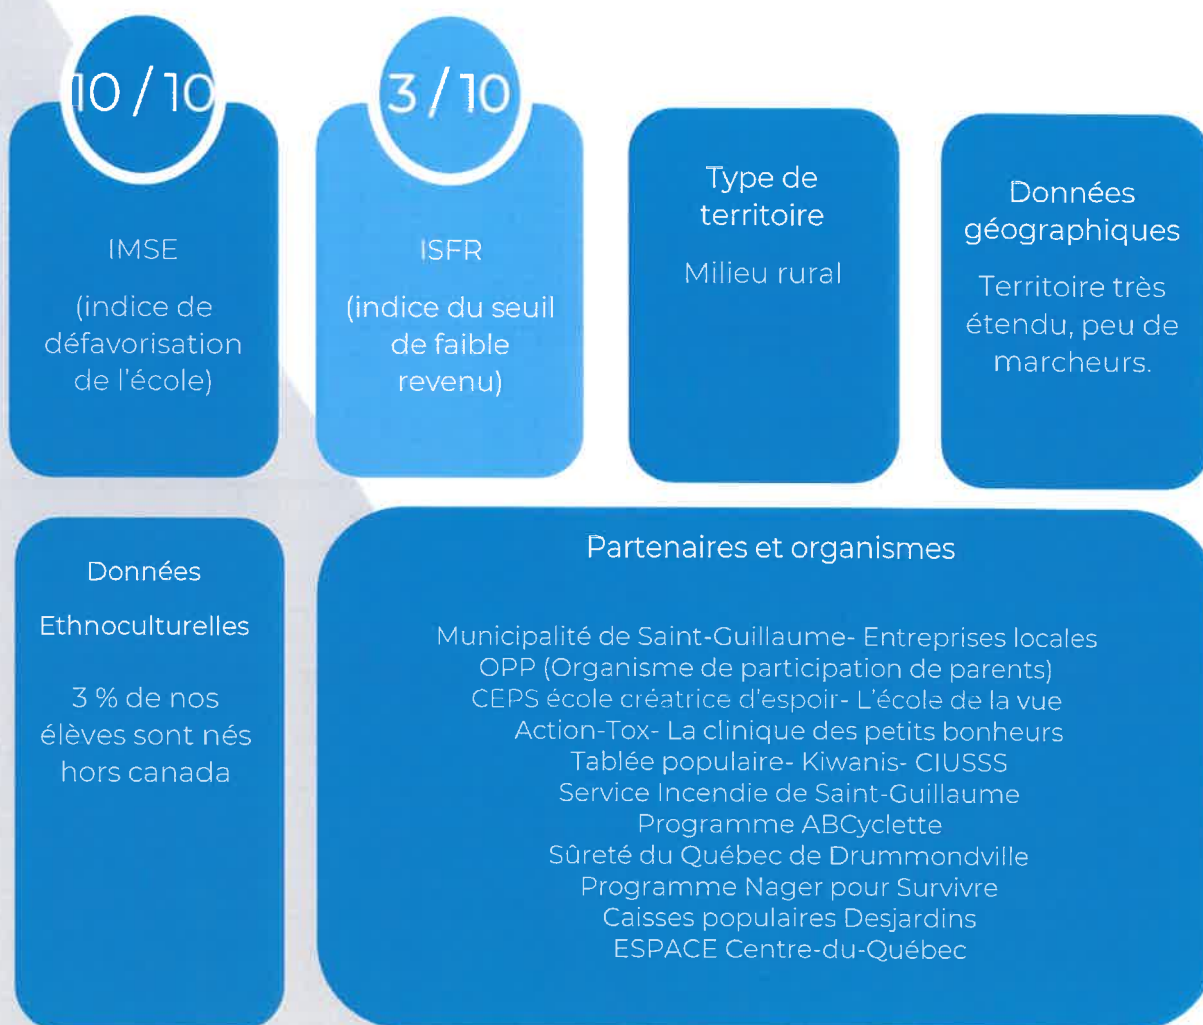 10 / 10
IMSE
(indice de
défavorisation
de l'école)
3 / 10
ISFR
(indice du seuil
de faible
revenu)
Type de
territoire
Milieu rural
Données
géographiques
Territoire très
étendu, peu de
marcheurs.
Données
Ethnoculturelles
3 % de nos
élèves sont nés
hors canada
Partenaires et organismes
Municipalité de Saint-Guillaume- Entreprises locales
OPP (Organisme de participation de parents)
CEPS école créatrice d'espoir- L'école de la vue
Action-Tox- La clinique des petits bonheurs
Tablée populaire- Kiwanis- CIUSSS
Service Incendie de Saint-Guillaume
Programme ABCyclette
Sûreté du Québec de Drummondville
Programme Nager pour Survivre
Caisses populaires Desjardins
ESPACE Centre-du-Québec